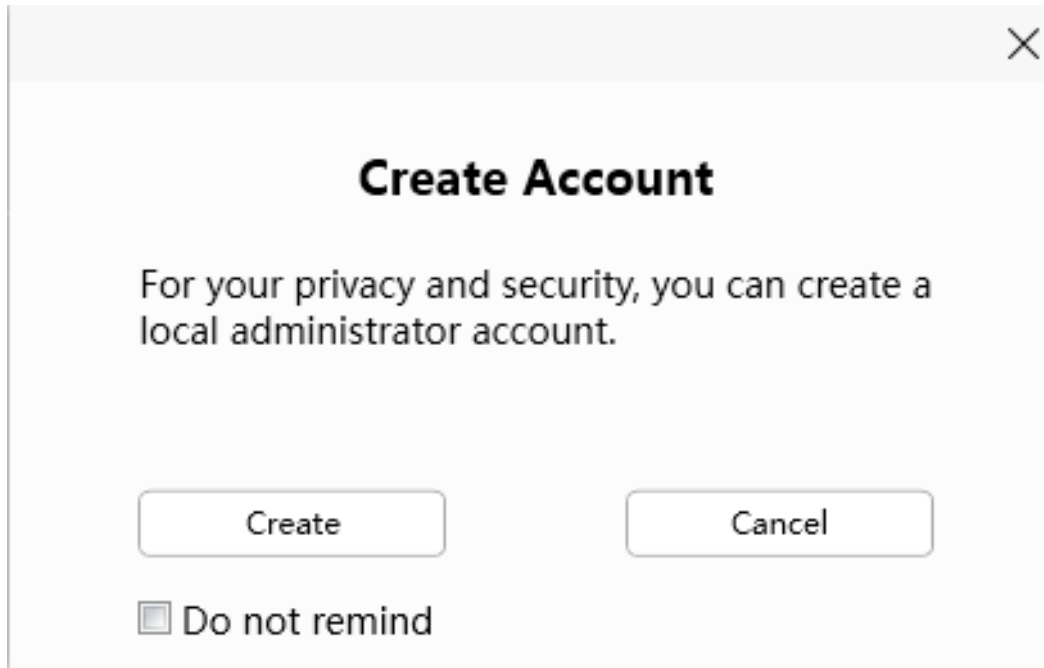 Create Account
For your privacy and security, you can create a
local administrator account.
Create
Cancel
Do not remind